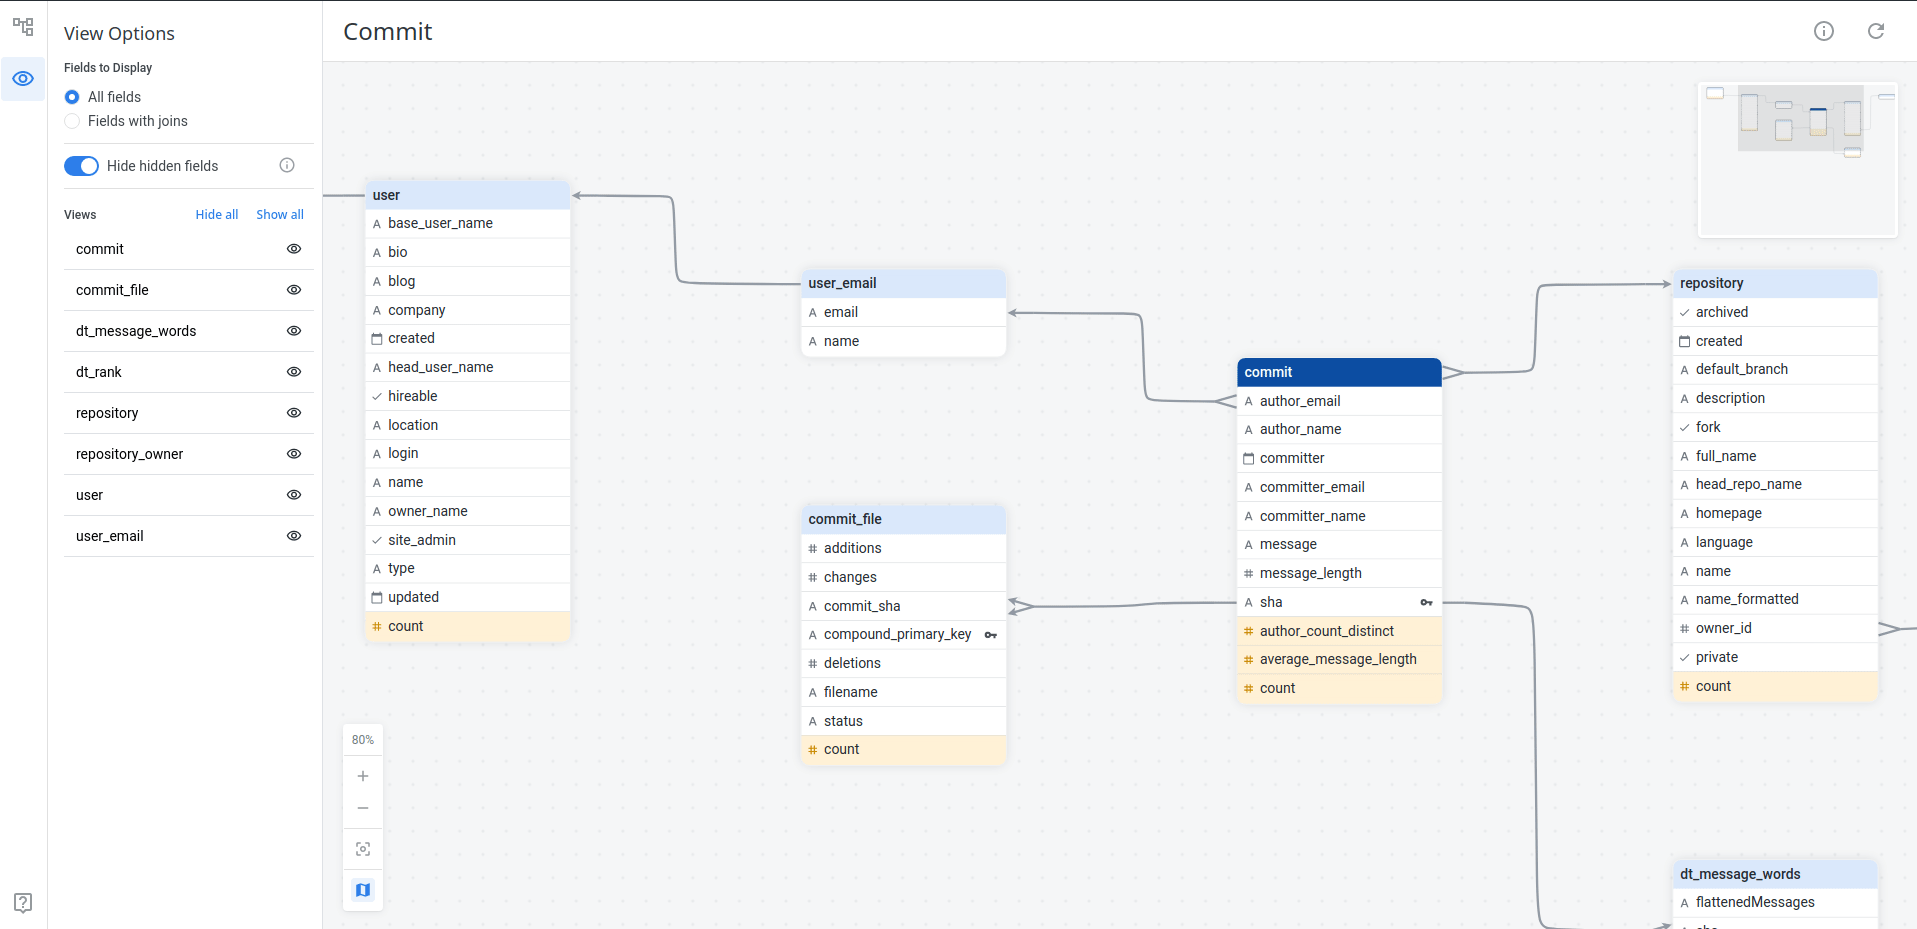 View Options
Fields to Display
All fields
Fields with joins
Hide hidden fields
Views Hide all Show all
commit
commit_file
dt_message_words
dt_rank
repository
repository_owner
user
user_email
Commit
user
base_user_name
bio
blog
company
created
head_user_name
hireable
location
login
name
owner_name
site_admin
type
updated
count
user_email
email
name
commit_file
additions
changes
commit_sha
compound_primary_key
deletions
filename
status
count
commit
author_email
author_name
committer
committer_email
committer_name
message
message_length
sha
author_count_distinct
average_message_length
count
repository
archived
created
default_branch
description
fork
full_name
head_repo_name
homepage
language
name
name_formatted
owner_id
private
count
dt_message_words
flattenedMessages
80%